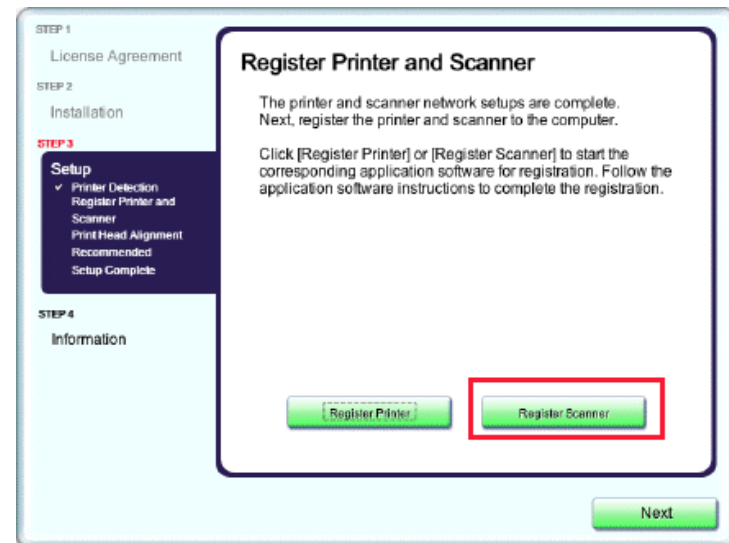 STEP 1
License Agreement
STEP 2
Installation
STEP 3
Setup
✓ Printer Detection
Register Printer and
Scanner
Print Head Alignment
Recommended
Setup Complete
STEP 4
Information
Register Printer and Scanner
The printer and scanner network setups are complete.
Next, register the printer and scanner to the computer.
Click [Register Printer] or [Register Scanner] to start the
corresponding application software for registration. Follow the
application software instructions to complete the registration.
Register Printer
Register Scanner
Next